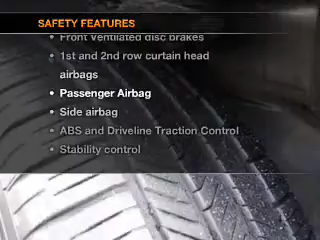 SAFETY FEATURES
• Front Ventilated disc brakes
• 1st and 2nd row curtain head
airbags
• Passenger Airbag
• Side airbag
• ABS and Driveline Traction Control
• Stability control